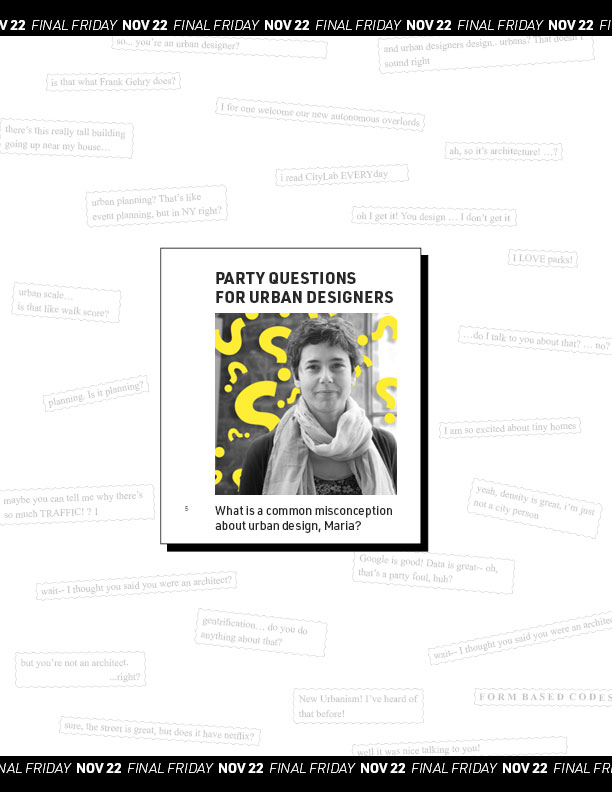 V 22 FINAL FRIDAY NOV 22 FINAL FRIDAY NOV 22 FINAL FRIDAY NOV 22 FINAL FRIDAY NOV 22 FI
so... you're an urban designer?
and urban designers design.. urbans? That doesn't
sound right
is that what Frank Gehry does?
I for one welcome our new autonomous overlords
there's this really tall building
going up near my house…
ah, so it's architecture! …?
i read CityLab EVERYday
urban planning? That's like
event planning, but in NY right?
oh I get it! You design … I don't get it
I LOVE parks!
PARTY QUESTIONS
FOR URBAN DESIGNERS
urban scale…
is that like walk score?
…do I talk to you about that? … no?
planning. Is it planning?
I am so excited about tiny homes
maybe you can tell me why there's
so much TRAFFIC! ? 1
yeah, density is great, i'm just
not a city person
5
What is a common misconception
about urban design, Maria?
Google is good! Data is great-- oh,
that's a party foul, huh?
wait-- I thought you said you were an architect?
gentrification… do you do
anything about that?
wait-- I thought you said you were an architec
but you're not an architect-
...right?
New Urbanism! I've heard of
that before!
FORM BASED CODES
sure, the street is great, but does it have netflix?
well it was nice talking to you!
NAL FRIDAY NOV 22 FINAL FRIDAY NOV 22 FINAL FRIDAY NOV 22 FINAL FRIDAY NOV 22 FINAL FR